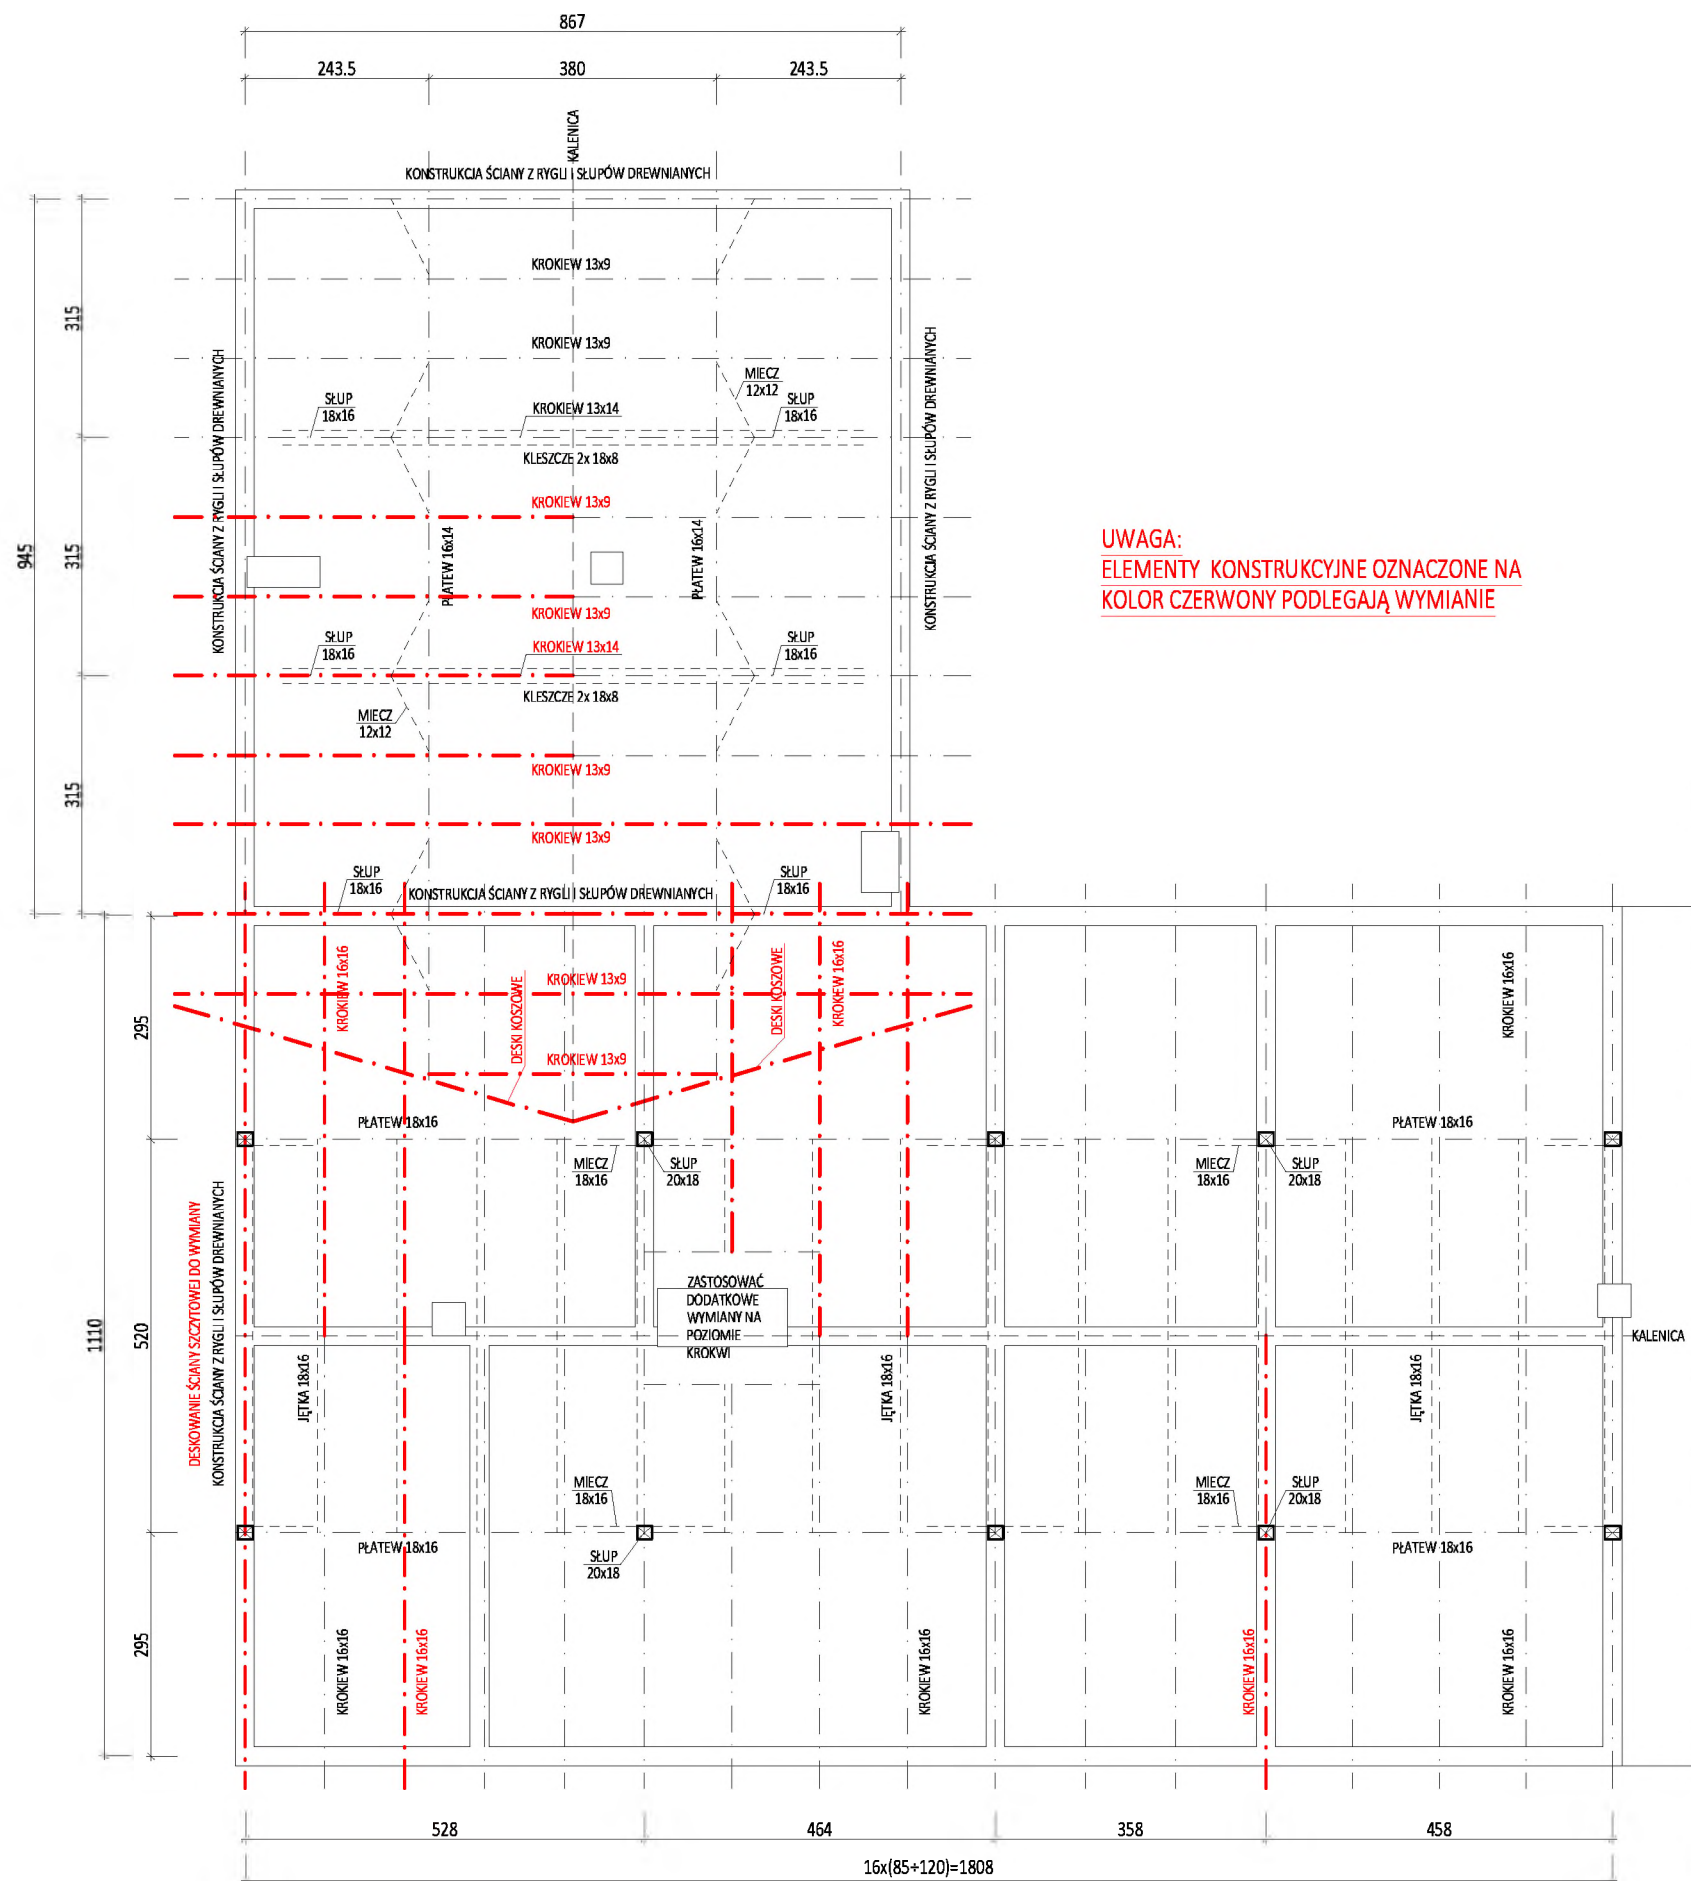 867
243.5
380
243.5
KALENICA
KONSTRUKCJA ŚCIANY Z RYGLI I SŁUPÓW DREWNIANYCH
KROKIEW 13x9
315
KROKIEW 13x9
KONSTRUKCJA ŚCIANY Z RYGLI I SŁUPÓW DREWNIANYCH
KONSTRUKCJA ŚCIANY Z RYGLI I SŁUPÓW DREWNIANYCH
MIECZ
12x12
SŁUP
18x16
KROKIEW 13x14
SŁUP
18x16
KLESZCZE 2x 18x8
KROKIEW 13x9
945
315
PŁATEW 16x14
PŁATEW 16x14
UWAGA:
ELEMENTY KONSTRUKCYJNE OZNACZONE NA
KOLOR CZERWONY PODLEGAJĄ WYMIANIE
KROKIEW 13x9
SŁUP
18x16
KROKIEW 13x14
SŁUP
18x16
KLESZCZE 2x 18x8
MIECZ
12x12
KROKIEW 13x9
315
KROKIEW 13x9
SŁUP
18x16
KONSTRUKCJA ŚCIANY Z RYGLI I SŁUPÓW DREWNIANYCH
SŁUP
18x16
KROKIEW 16x16
DESKI KOSZOWE
KROKIEW 13x9
DESKI KOSZOWE
KROKIEW 16x16
KROKIEW 16x16
295
KROKIEW 13x9
PŁATEW 18x16
PŁATEW 18x16
MIECZ
18x16
SŁUP
20x18
MIECZ
18x16
SŁUP
20x18
DESKOWANIE ŚCIANY SZCZYTOWEJ DO WYMIANY
KONSTRUKCJA ŚCIANY Z RYGLI I SŁUPÓW DREWNIANYCH
1110
520
ZASTOSOWAĆ
DODATKOWE
WYMIANY NA
POZIOMIE
KROKWI
KALENICA
JĘTKA 18x16
JĘTKA 18x16
JĘTKA 18x16
MIECZ
18x16
MIECZ
18x16
SŁUP
20x18
PŁATEW 18x16
SŁUP
20x18
PŁATEW 18x16
295
KROKIEW 16x16
KROKIEW 16x16
KROKIEW 16x16
KROKIEW 16x16
KROKIEW 16x16
528
464
358
458
16x(85÷120)=1808